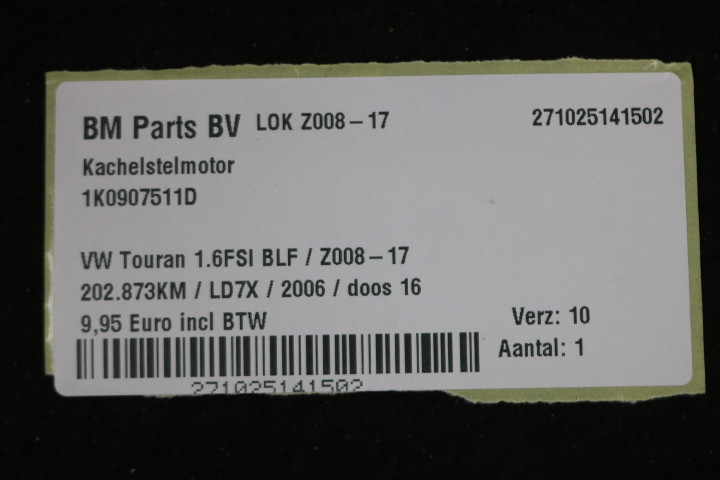 BM Parts BV LOK Z008-17 271025141502
Kachelstelmotor
1K0907511D
VW Touran 1.6FSI BLF / Z008-17
202.873KM / LD7X / 2006 / doos 16
9,95 Euro incl BTW Verz: 10
Aantal: 1
271025141502